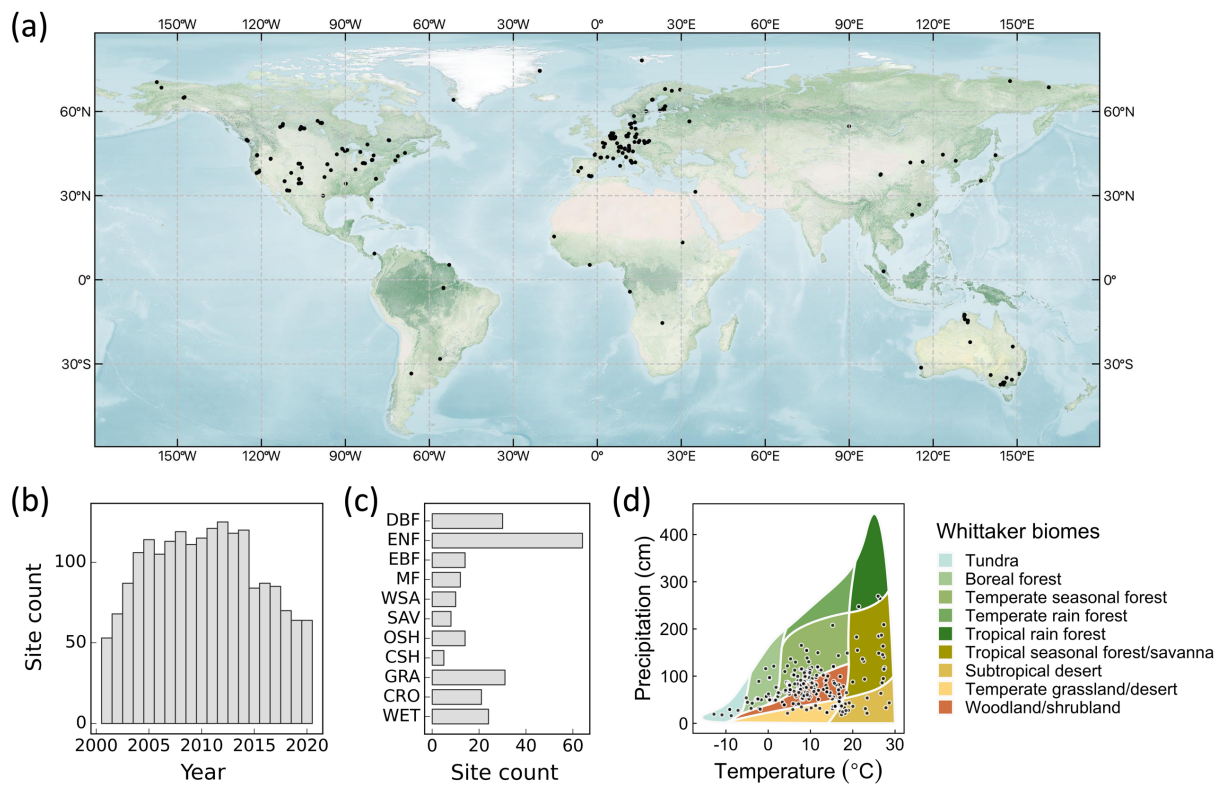 (a)
150°W 120°W 90°W 60°W 30°W 0° 30°E 60°E 90°E 120°E 150°E
60°N 60°N
30°N 30°N
0° 0°
30°S 30°S
150°W 120°W 90°W 60°W 30°W 0° 30°E 60°E 90°E 120°E 150°E
(b)
Site count
100
50
0
2000 2005 2010 2015 2020
Year
(c)
DBF
ENF
EBF
MF
WSA
SAV
OSH
CSH
GRA
CRO
WET
0 20 40 60
Site count
(d)
Precipitation (cm)
400
300
200
100
0
-10 0 10 20 30
Temperature (°C)
Whittaker biomes
Tundra
Boreal forest
Temperate seasonal forest
Temperate rain forest
Tropical rain forest
Tropical seasonal forest/savanna
Subtropical desert
Temperate grassland/desert
Woodland/shrubland